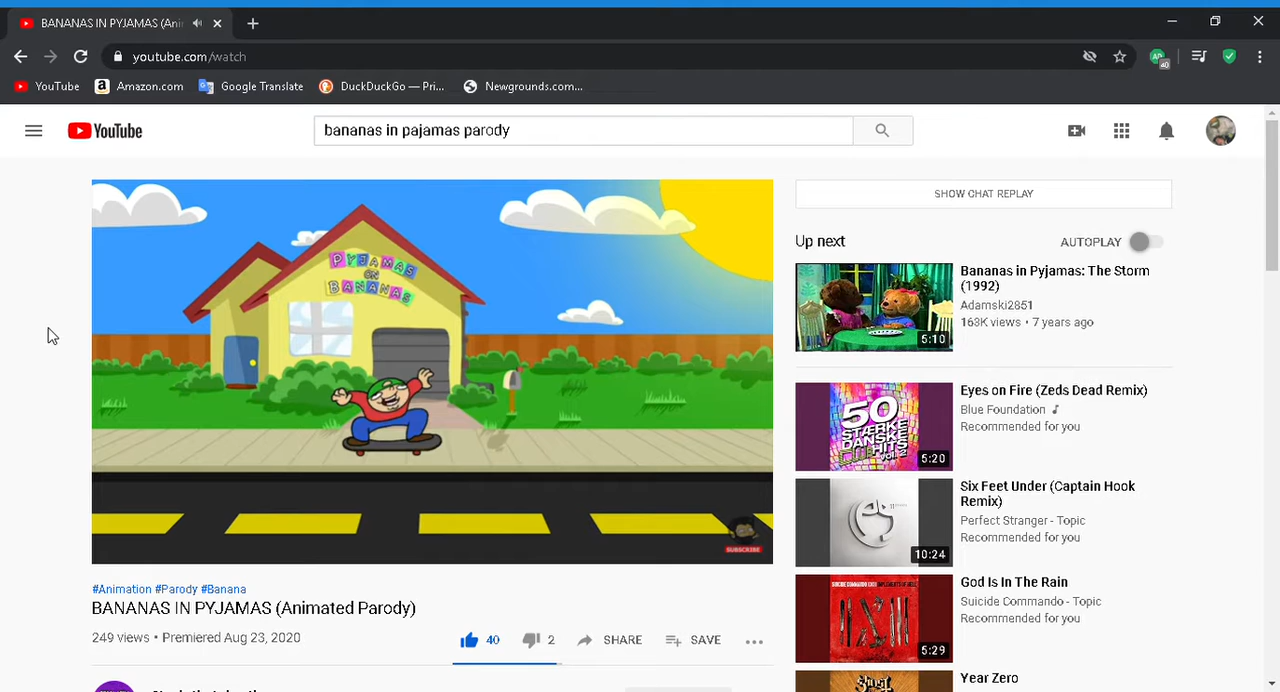 BANANAS IN PYJAMAS (Ani
youtube.com/watch
40
YouTube
Amazon.com
Google Translate
DuckDuckGo — Pri...
Newgrounds.com...
YouTube
bananas in pajamas parody
PYJAMAS
ON
BANANAS
SUBSCRIBE
#Animation #Parody #Banana
BANANAS IN PYJAMAS (Animated Parody)
249 views • Premiered Aug 23, 2020
40
2
SHARE
SAVE
SHOW CHAT REPLAY
Up next
AUTOPLAY
5:10
Bananas in Pyjamas: The Storm
(1992)
Adamski2851
163K views • 7 years ago
50
STÆRKE
DANSKE
HITS
VOL. 2
5:20
Eyes on Fire (Zeds Dead Remix)
Blue Foundation
Recommended for you
10:24
Six Feet Under (Captain Hook
Remix)
Perfect Stranger - Topic
Recommended for you
5:29
God Is In The Rain
Suicide Commando - Topic
Recommended for you
Year Zero